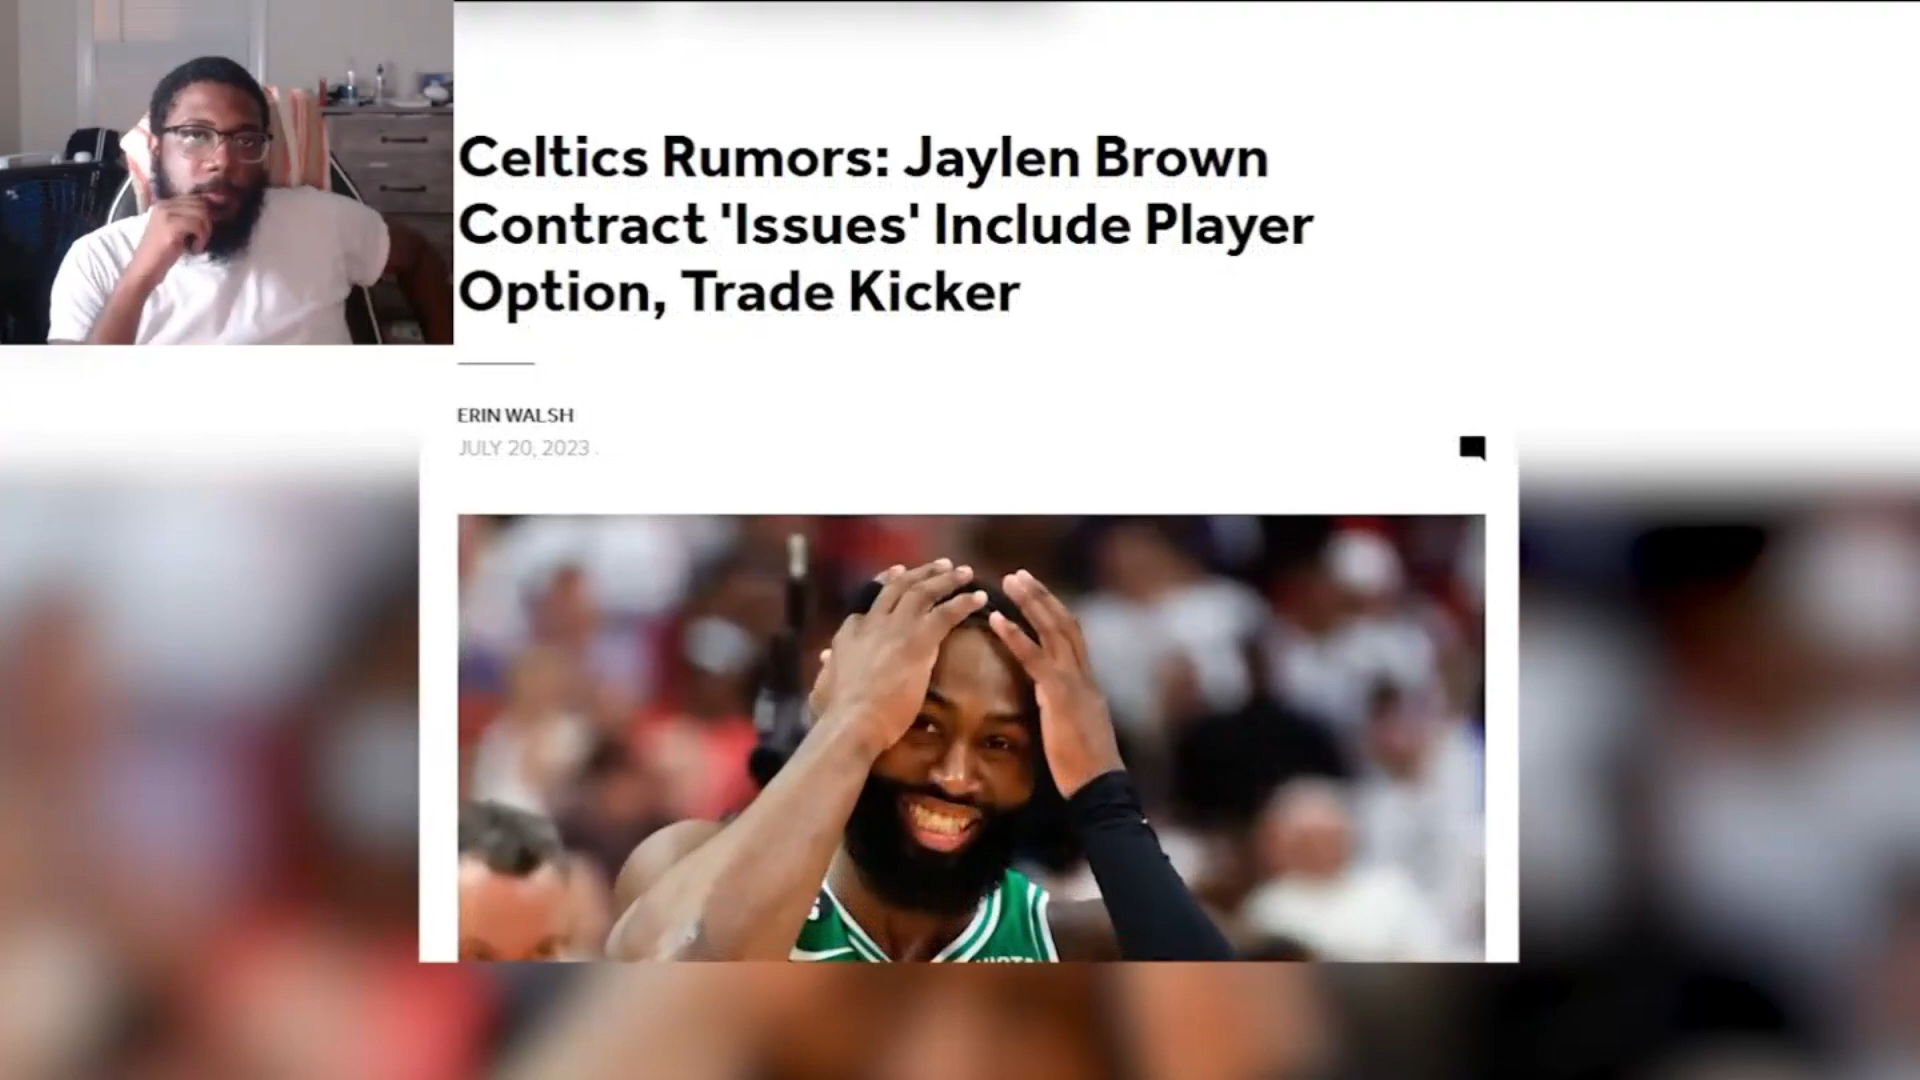 Celtics Rumors: Jaylen Brown
Contract 'Issues' Include Player
Option, Trade Kicker
ERIN WALSH
JULY 20, 2023